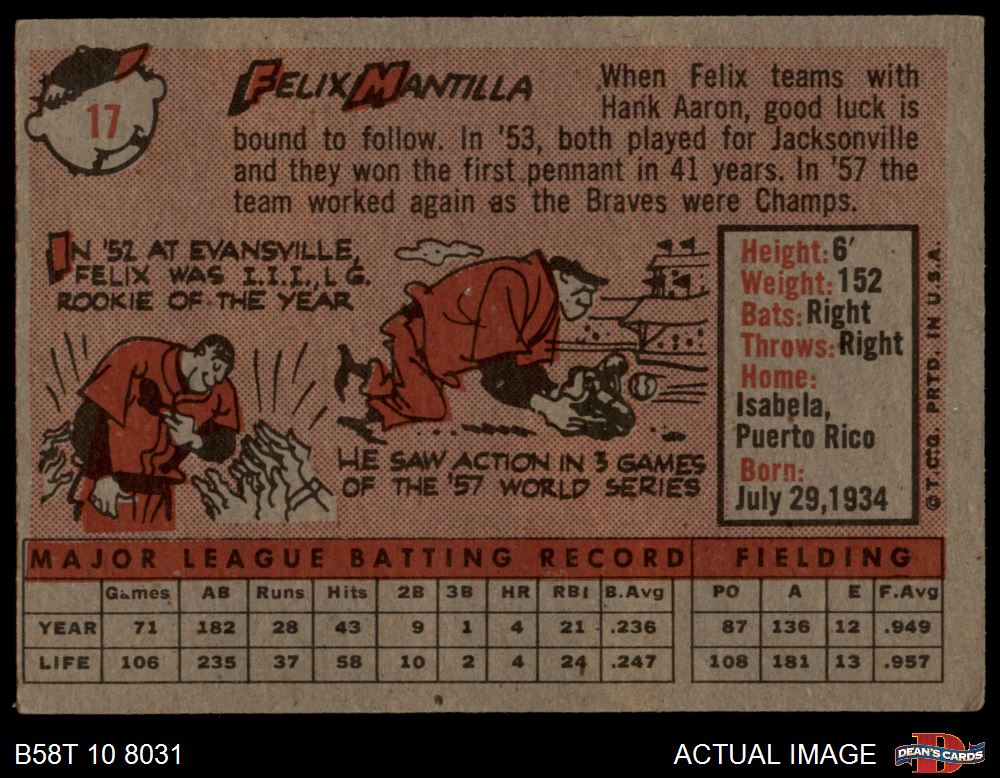 17
FELIX MANTILLA
When Felix teams with
Hank Aaron, good luck is
bound to follow. In '53, both played for Jacksonville
and they won the first pennant in 41 years. In '57 the
team worked again as the Braves were Champs.
IN '52 AT EVANSVILLE,
FELIX WAS I.I.I., L G.
ROOKIE OF THE YEAR
HE SAW ACTION IN 3 GAMES
OF THE '57 WORLD SERIES
Height: 6'
Weight: 152
Bats: Right
Throws: Right
Home:
Isabela,
Puerto Rico
Born:
July 29, 1934
© T.C.G. PRTD. IN U.S.A.
MAJOR LEAGUE BATTING RECORD FIELDING
Games AB Runs Hits 2B 3B HR RBI B.Avg PO A E F.Avg
YEAR 71 182 28 43 9 1 4 21 .236 87 136 12 .949
LIFE 106 235 37 58 10 2 4 24 .247 108 181 13 .957
B58T 10 8031 ACTUAL IMAGE DEAN'S CARDS